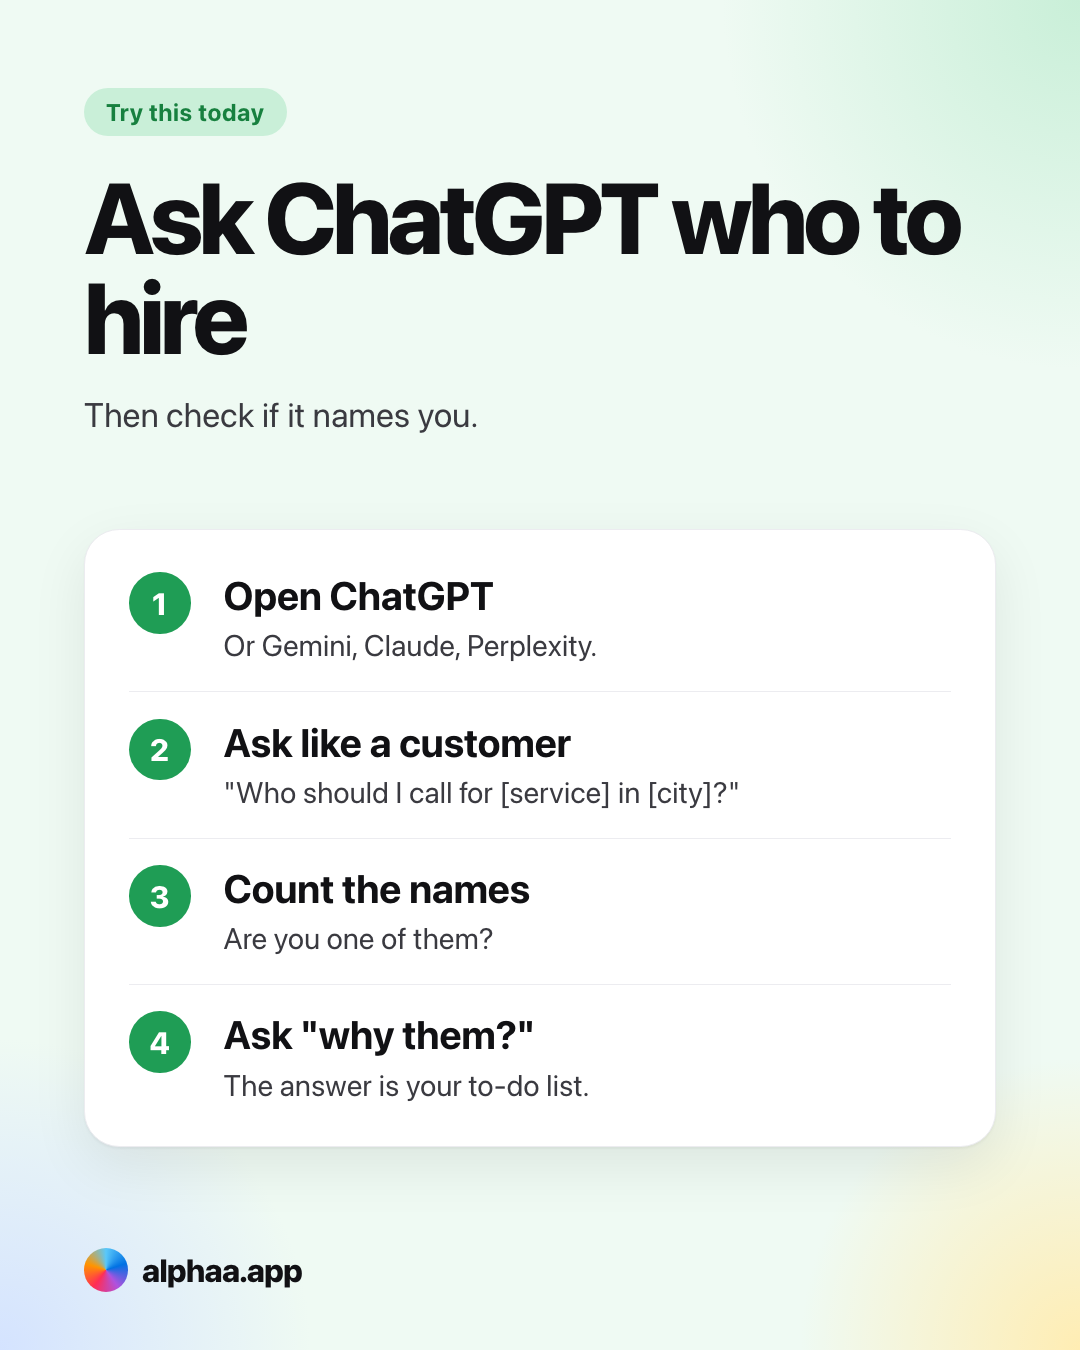 Try this today
Ask ChatGPT who to
hire
Then check if it names you.
1
Open ChatGPT
Or Gemini, Claude, Perplexity.
2
Ask like a customer
"Who should I call for [service] in [city]?"
3
Count the names
Are you one of them?
4
Ask "why them?"
The answer is your to-do list.
alphaa.app